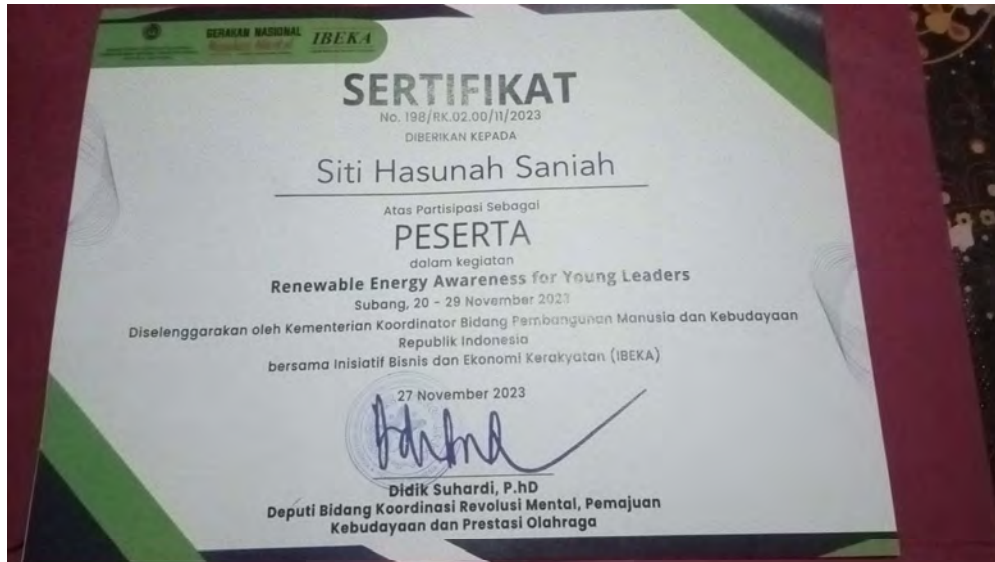 GERAKAN NASIONAL
Revolusi Mental
IBEKA
SERTIFIKAT
No. 198/RK.02.00/11/2023
DIBERIKAN KEPADA
Siti Hasunah Saniah
Atas Partisipasi Sebagai
PESERTA
dalam kegiatan
Renewable Energy Awareness for Young Leaders
Subang, 20 - 29 November 2023
Diselenggarakan oleh Kementerian Koordinator Bidang Pembangunan Manusia dan Kebudayaan
Republik Indonesia
bersama Inisiatif Bisnis dan Ekonomi Kerakyatan (IBEKA)
27 November 2023
Didik Suhardi, P.hD
Deputi Bidang Koordinasi Revolusi Mental, Pemajuan
Kebudayaan dan Prestasi Olahraga